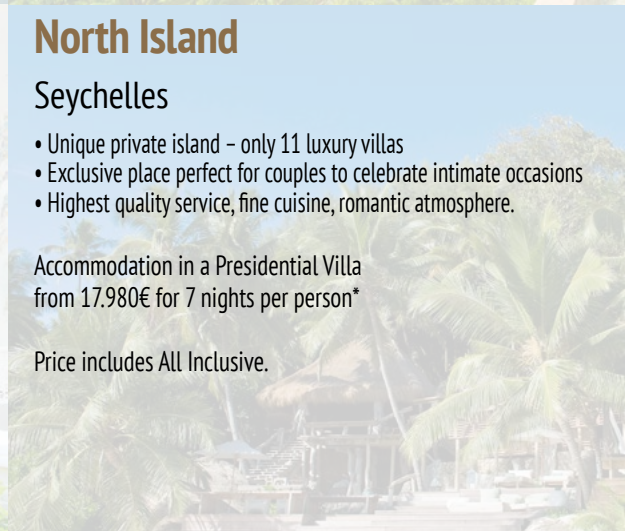 North Island
Seychelles
• Unique private island – only 11 luxury villas
• Exclusive place perfect for couples to celebrate intimate occasions
• Highest quality service, fine cuisine, romantic atmosphere.
Accommodation in a Presidential Villa
from 17.980€ for 7 nights per person*
Price includes All Inclusive.